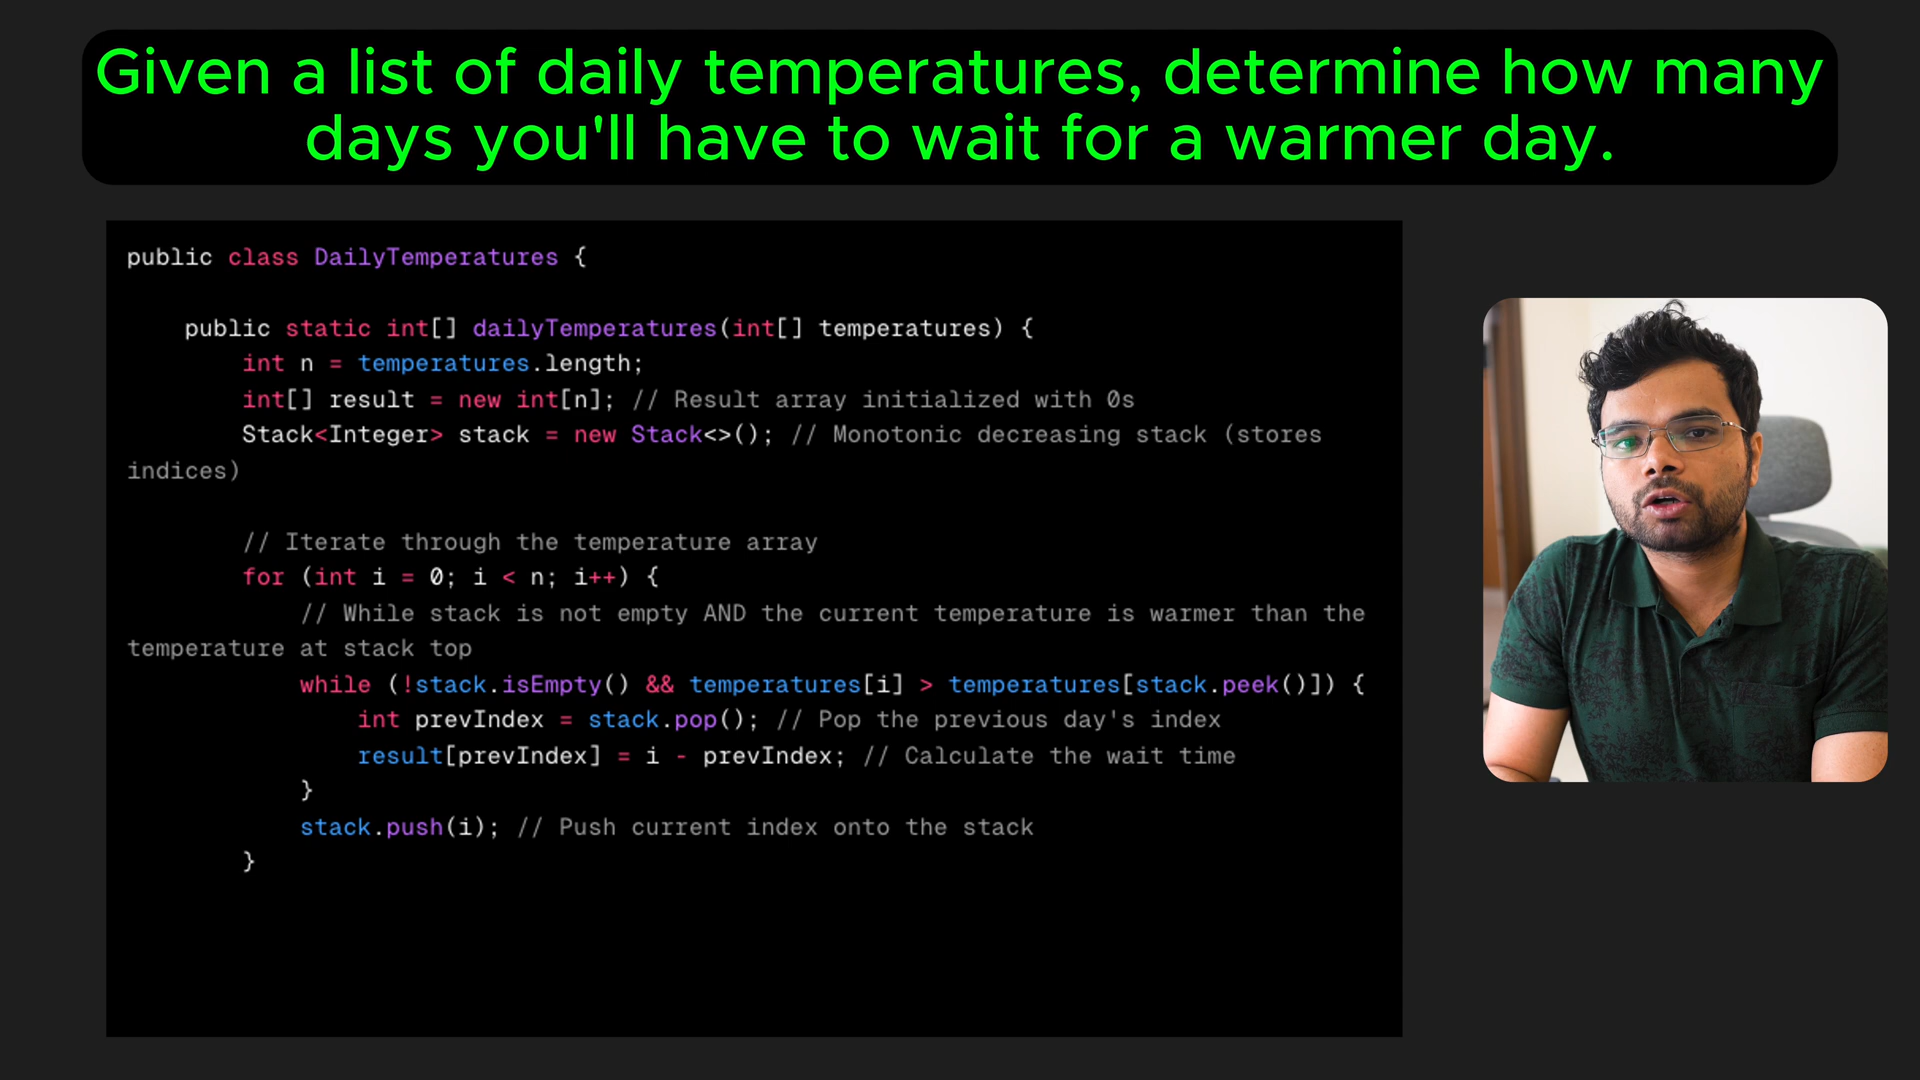 Given a list of daily temperatures, determine how many
days you'll have to wait for a warmer day.
public class DailyTemperatures {
public static int[] dailyTemperatures(int[] temperatures) {
int n = temperatures.length;
int[] result = new int[n]; // Result array initialized with 0s
Stack<Integer> stack = new Stack<>(); // Monotonic decreasing stack (stores
indices)
// Iterate through the temperature array
for (int i = 0; i < n; i++) {
// While stack is not empty AND the current temperature is warmer than the
temperature at stack top
while (!stack.isEmpty() && temperatures[i] > temperatures[stack.peek()]) {
int prevIndex = stack.pop(); // Pop the previous day's index
result[prevIndex] = i - prevIndex; // Calculate the wait time
}
stack.push(i); // Push current index onto the stack
}